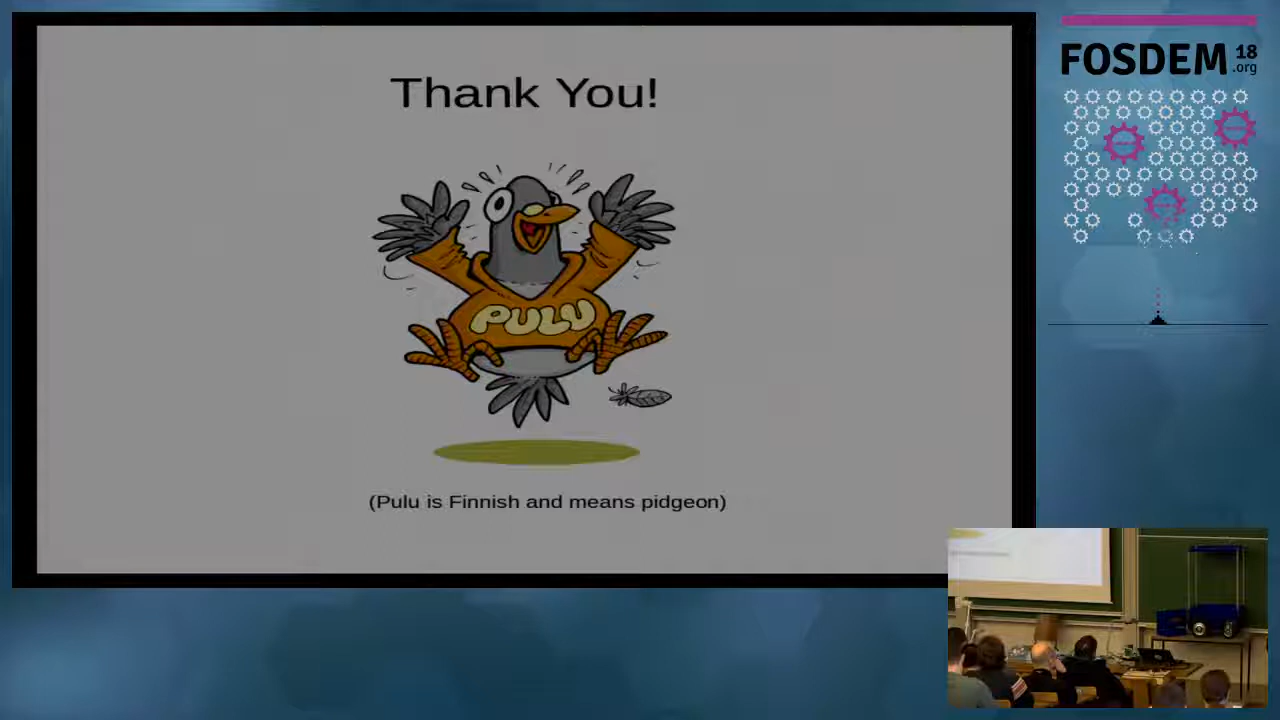 Thank You!
PULU
(Pulu is Finnish and means pidgeon)
FOSDEM 18
.org